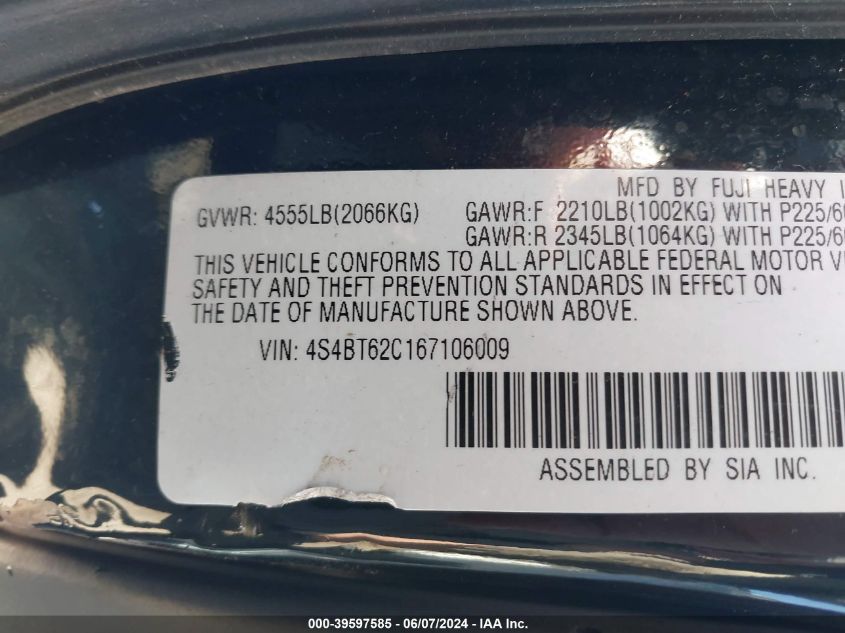 MFD BY FUJI HEAVY
GVWR: 4555LB(2066KG)
GAWR:F 2210LB(1002KG) WITH P225/60
GAWR:R 2345LB(1064KG) WITH P225/60
THIS VEHICLE CONFORMS TO ALL APPLICABLE FEDERAL MOTOR
SAFETY AND THEFT PREVENTION STANDARDS IN EFFECT ON
THE DATE OF MANUFACTURE SHOWN ABOVE.
VIN: 4S4BT62C167106009
ASSEMBLED BY SIA INC.
000-39597585 - 06/07/2024 - IAA Inc.